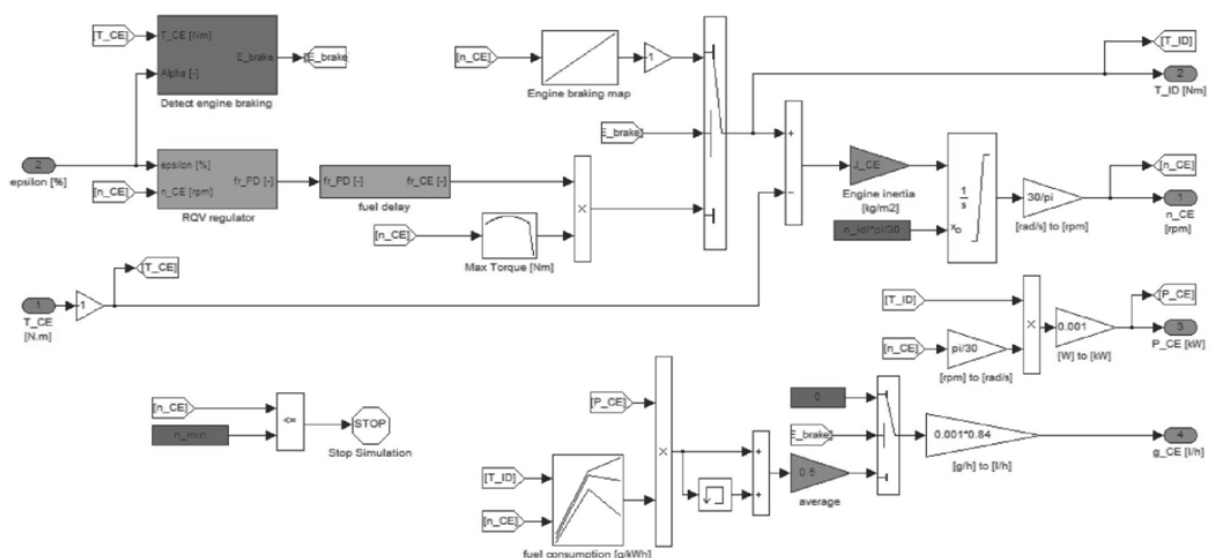 [T_CE]
T_CE [Nm]
E_brake
[E_brake
Alpha [-]
Detect engine braking
[n_CE]
Engine braking map
-1
[T_ID]
2
T_ID [Nm]
E_brake]
2
epsilon [%]
epsilon [%]
fr_PD [-]
[n_CE]
n_CE [rpm]
RQV regulator
fr_PD [-]
fr_CE [-]
fuel delay
×
[n_CE]
Max Torque [Nm]
+
-
J_CE
Engine inertia
[kg/m2]
n_idl*pi/30
1
s
xo
30/pi
[rad/s] to [rpm]
[n_CE]
1
n_CE
[rpm]
[T_CE]
1
T_CE
[N.m]
-1
[T_ID]
[n_CE]
pi/30
[rpm] to [rad/s]
×
0.001
[W] to [kW]
[P_CE]
3
P_CE [kW]
[n_CE]
n_min
<=
STOP
Stop Simulation
[P_CE]
[T_ID]
[n_CE]
fuel consumption [g/kWh]
×
+
+
0.5
average
0
E_brake]
0.001*0.84
[g/h] to [l/h]
4
g_CE [l/h]